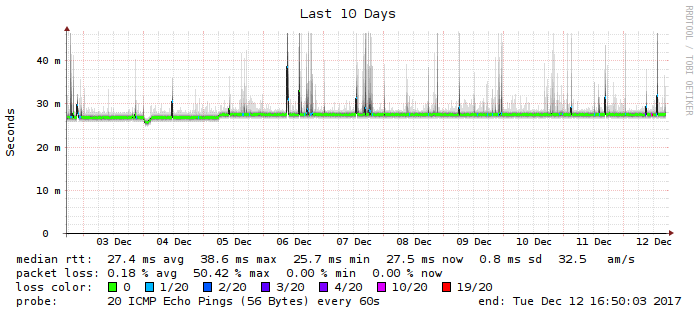 Last 10 Days
RRDTOOL / TOBI OETIKER
Seconds
40 m
30 m
20 m
10 m
0
03 Dec 04 Dec 05 Dec 06 Dec 07 Dec 08 Dec 09 Dec 10 Dec 11 Dec 12 Dec
median rtt: 27.4 ms avg 38.6 ms max 25.7 ms min 27.5 ms now 0.8 ms sd 32.5 am/s
packet loss: 0.18 % avg 50.42 % max 0.00 % min 0.00 % now
loss color: 0 1/20 2/20 3/20 4/20 10/20 19/20
probe: 20 ICMP Echo Pings (56 Bytes) every 60s end: Tue Dec 12 16:50:03 2017